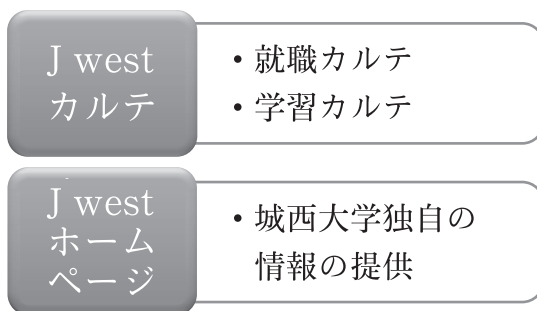 J west
カルテ
・就職カルテ
・学習カルテ
J west
ホーム
ページ
・城西大学独自の
情報の提供